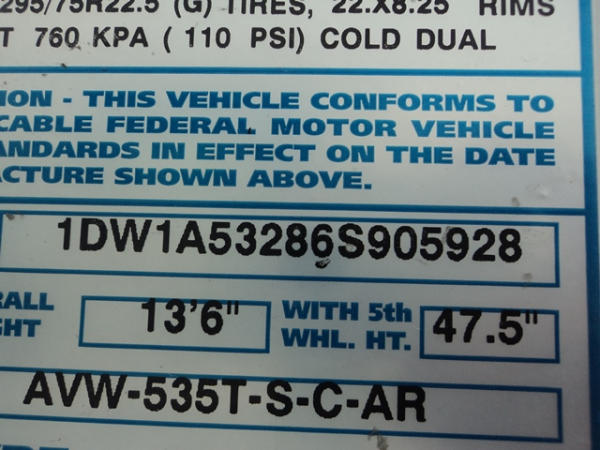 295/75R22.5 (G) TIRES, 22.X8.25 RIMS
T 760 KPA ( 110 PSI) COLD DUAL
ION - THIS VEHICLE CONFORMS TO
CABLE FEDERAL MOTOR VEHICLE
ANDARDS IN EFFECT ON THE DATE
ACTURE SHOWN ABOVE.
1DW1A53286S905928
RALL
GHT
13'6"
WITH 5th
WHL. HT.
47.5"
AVW-535T-S-C-AR